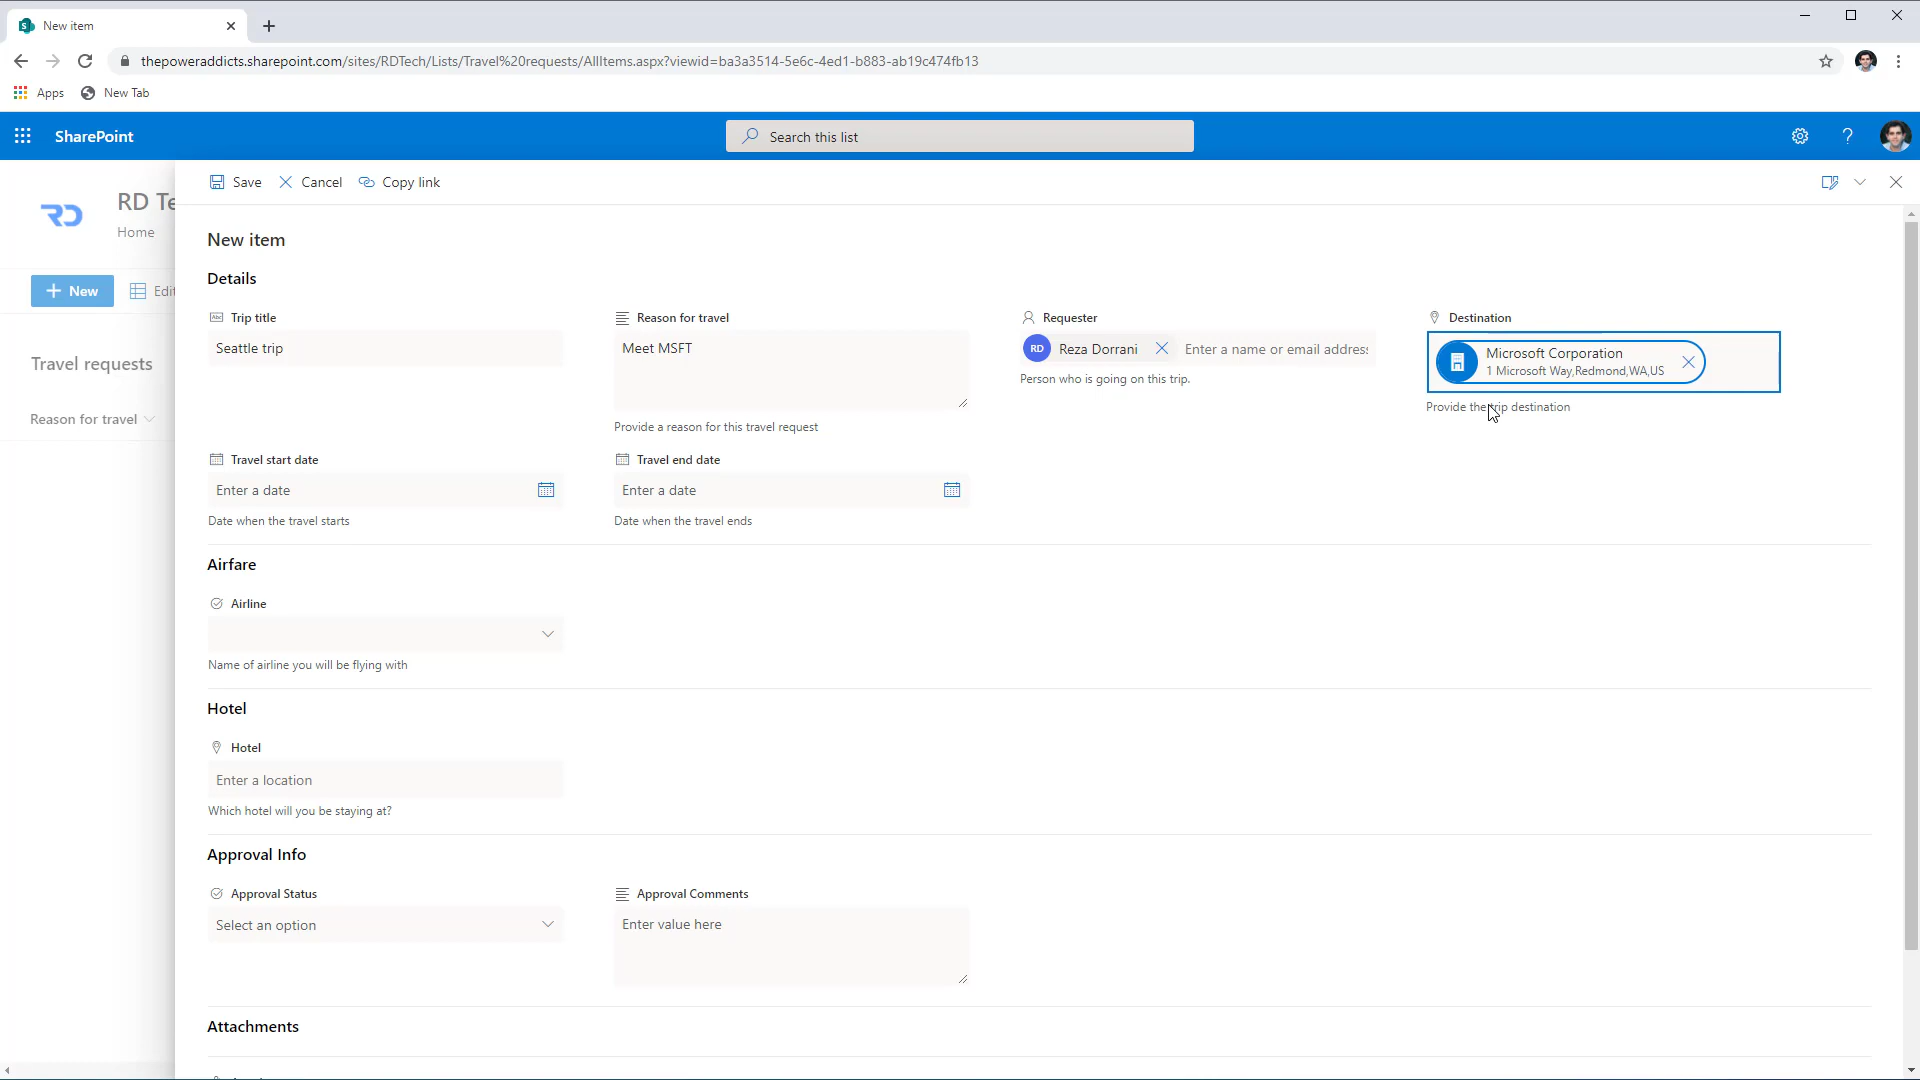 New item
thepoweraddicts.sharepoint.com/sites/RDTech/Lists/Travel%20requests/AllItems.aspx?viewid=ba3a3514-5e6c-4ed1-b883-ab19c474fb13
Apps
New Tab
SharePoint
Search this list
RD Te
Home
New
Edit
Travel requests
Reason for travel
Save
Cancel
Copy link
New item
Details
Abc
Trip title
Seattle trip
Reason for travel
Meet MSFT
Provide a reason for this travel request
Requester
RD
Reza Dorrani
Enter a name or email address
Person who is going on this trip.
Destination
Microsoft Corporation
1 Microsoft Way,Redmond,WA,US
Provide the trip destination
Travel start date
Enter a date
Date when the travel starts
Travel end date
Enter a date
Date when the travel ends
Airfare
Airline
Name of airline you will be flying with
Hotel
Hotel
Enter a location
Which hotel will you be staying at?
Approval Info
Approval Status
Select an option
Approval Comments
Enter value here
Attachments